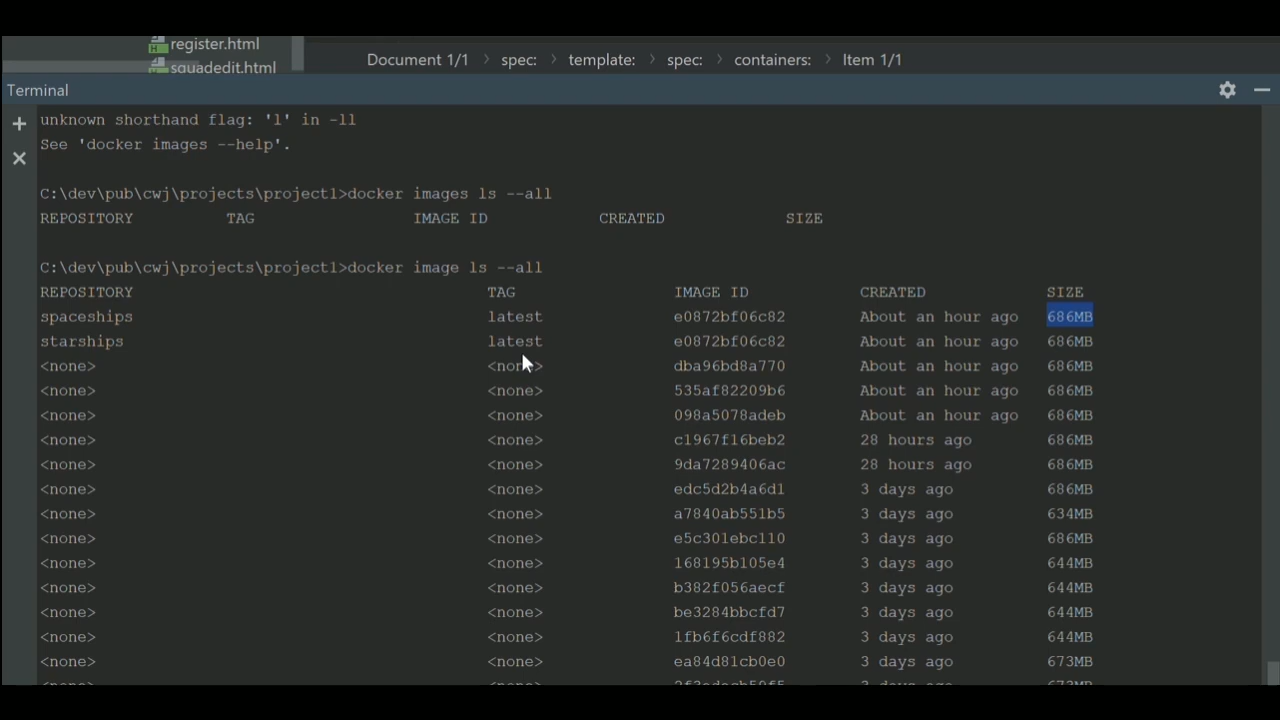 register.html
squadedit.html
Document 1/1 > spec: > template: > spec: > containers: > Item 1/1
Terminal
unknown shorthand flag: 'l' in -ll
See 'docker images --help'.
C:\dev\pub\cwj\projects\project1>docker images ls --all
REPOSITORY TAG IMAGE ID CREATED SIZE
C:\dev\pub\cwj\projects\project1>docker image ls --all
REPOSITORY TAG IMAGE ID CREATED SIZE
spaceships latest e0872bf06c82 About an hour ago 686MB
starships latest e0872bf06c82 About an hour ago 686MB
<none> <none> dba96bd8a770 About an hour ago 686MB
<none> <none> 535af82209b6 About an hour ago 686MB
<none> <none> 098a5078adeb About an hour ago 686MB
<none> <none> c1967f16beb2 28 hours ago 686MB
<none> <none> 9da7289406ac 28 hours ago 686MB
<none> <none> edc5d2b4a6d1 3 days ago 686MB
<none> <none> a7840ab551b5 3 days ago 634MB
<none> <none> e5c301ebc110 3 days ago 686MB
<none> <none> 168195b105e4 3 days ago 644MB
<none> <none> b382f056aecf 3 days ago 644MB
<none> <none> be3284bbcfd7 3 days ago 644MB
<none> <none> 1fb6f6cdf882 3 days ago 644MB
<none> <none> ea84d81cb0e0 3 days ago 673MB